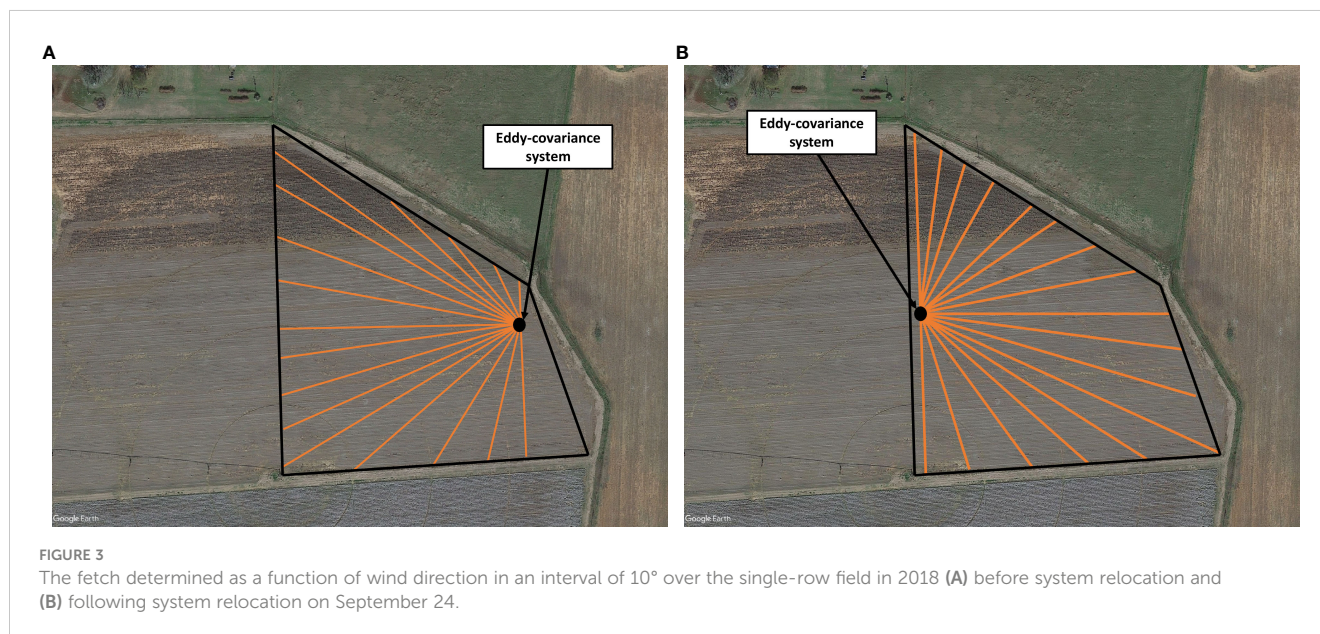 A
B
Eddy-covariance
system
Eddy-covariance
system
Google Earth
Google Earth
FIGURE 3
The fetch determined as a function of wind direction in an interval of 10° over the single-row field in 2018 (A) before system relocation and
(B) following system relocation on September 24.